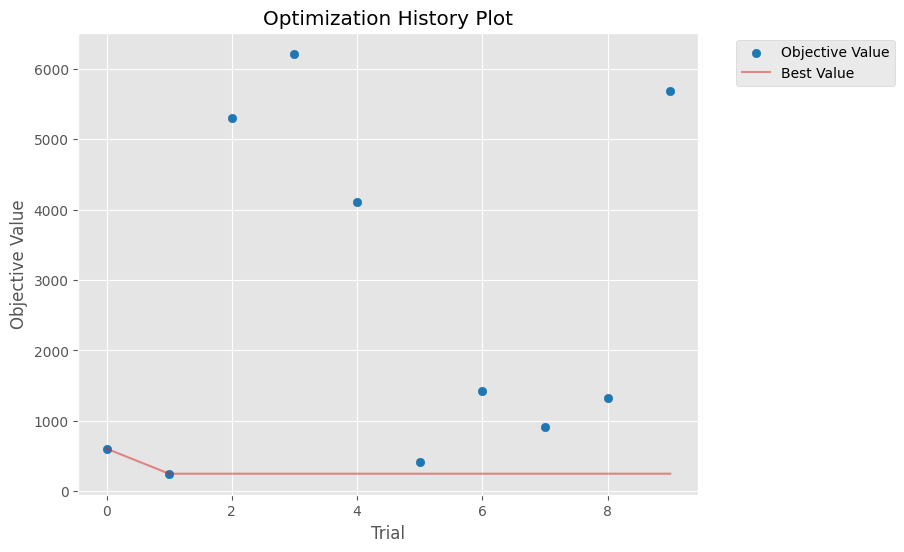 Optimization History Plot
Objective Value
Best Value
Objective Value
6000
5000
4000
3000
2000
1000
0
0 2 4 6 8
Trial